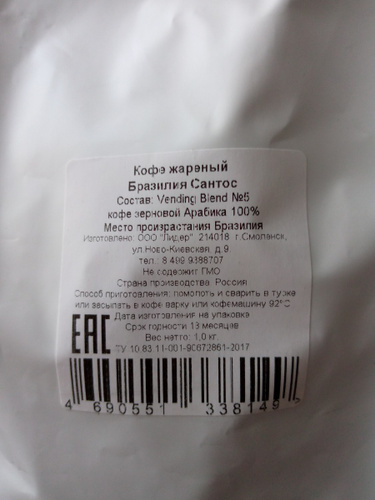 Кофе жареный
Бразилия Сантос
Состав: Vending Blend №5
кофе зерновой Арабика 100%
Место произрастания Бразилия
Изготовлено: ООО "Лидер", 214018 г.Смоленск,
ул.Ново-Киевская, д.9
тел.: 8 499 9388707
Не содержит ГМО
Страна производства: Россия
Способ приготовления: помолоть и сварить в турке
или засыпать в кофеварку или кофемашину 92°С
Дата изготовления на упаковке
Срок годности 18 месяцев
Вес нетто: 1,0 кг.
ТУ 10.83.11-001-90672861-2017
EAC
4 690551 338149